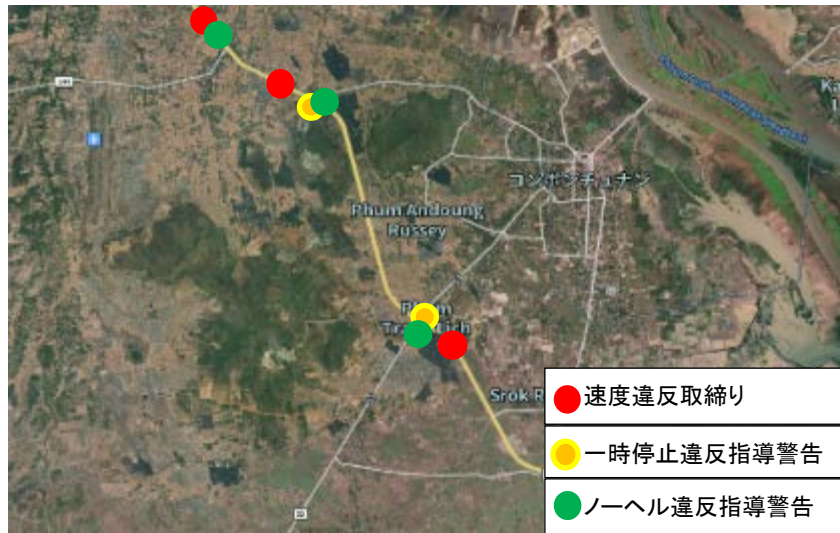 コンポンチュナン
Phum Andoung
Russey
Phum
Srok R
速度違反取締り
一時停止違反指導警告
ノーヘル違反指導警告